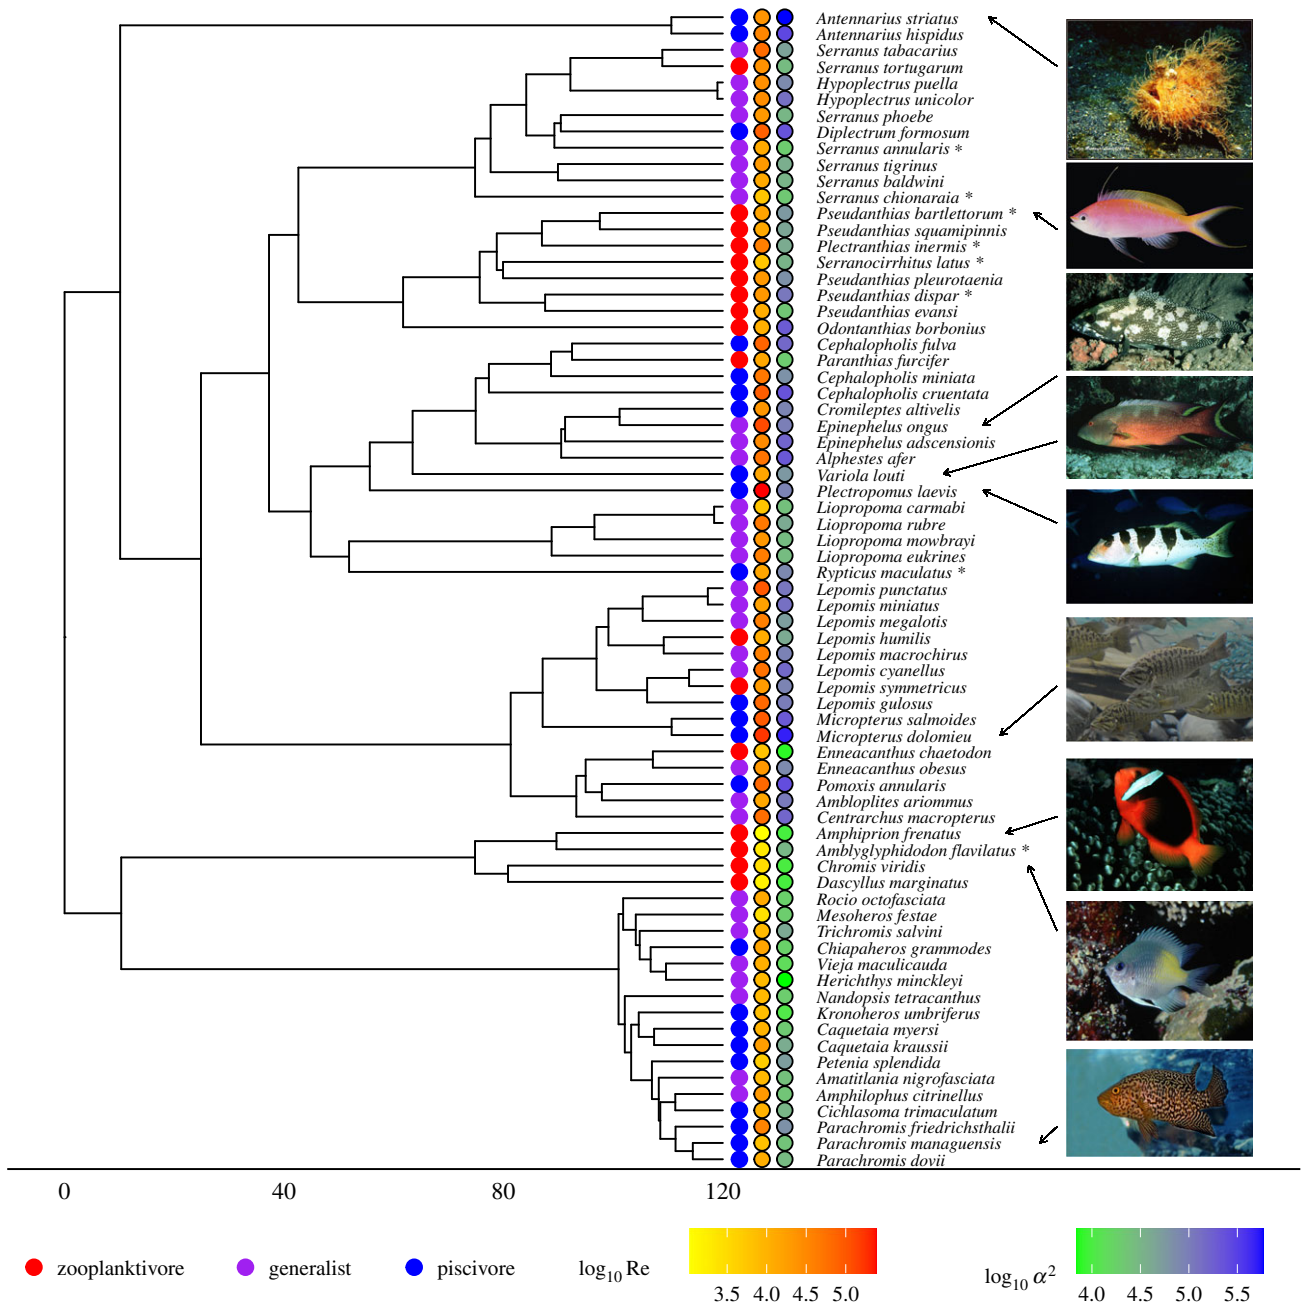 Antennarius striatus
Antennarius hispidus
Serranus tabacarius
Serranus tortugarum
Hypoplectrus puella
Hypoplectrus unicolor
Serranus phoebe
Diplectrum formosum
Serranus annularis *
Serranus tigrinus
Serranus baldwini
Serranus chionaraia *
Pseudanthias bartlettorum *
Pseudanthias squamipinnis
Plectranthias inermis *
Serranocirrhitus latus *
Pseudanthias pleurotaenia
Pseudanthias dispar *
Pseudanthias evansi
Odontanthias borbonius
Cephalopholis fulva
Paranthias furcifer
Cephalopholis miniata
Cephalopholis cruentata
Cromileptes altivelis
Epinephelus ongus
Epinephelus adscensionis
Alphestes afer
Variola louti
Plectropomus laevis
Liopropoma carmabi
Liopropoma rubre
Liopropoma mowbrayi
Liopropoma eukrines
Rypticus maculatus *
Lepomis punctatus
Lepomis miniatus
Lepomis megalotis
Lepomis humilis
Lepomis macrochirus
Lepomis cyanellus
Lepomis symmetricus
Lepomis gulosus
Micropterus salmoides
Micropterus dolomieu
Enneacanthus chaetodon
Enneacanthus obesus
Pomoxis annularis
Ambloplites ariommus
Centrarchus macropterus
Amphiprion frenatus
Amblyglyphidodon flavilatus *
Chromis viridis
Dascyllus marginatus
Rocio octofasciata
Mesoheros festae
Trichromis salvini
Chiapaheros grammodes
Vieja maculicauda
Herichthys minckleyi
Nandopsis tetracanthus
Kronoheros umbriferus
Caquetaia myersi
Caquetaia kraussii
Petenia splendida
Amatitlania nigrofasciata
Amphilophus citrinellus
Cichlasoma trimaculatum
Parachromis friedrichsthalii
Parachromis managuensis
Parachromis dovii
0 40 80 120
zooplanktivore generalist piscivore log10 Re log10 α²
3.5 4.0 4.5 5.0 4.0 4.5 5.0 5.5